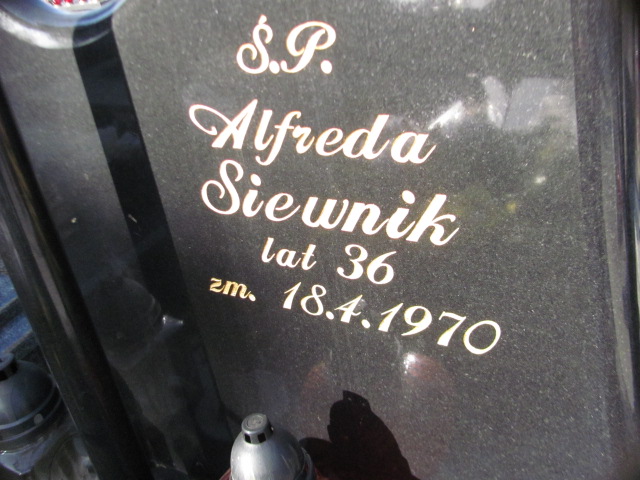 Ś.P.
Alfreda
Siewnik
lat 36
zm. 18.4.1970